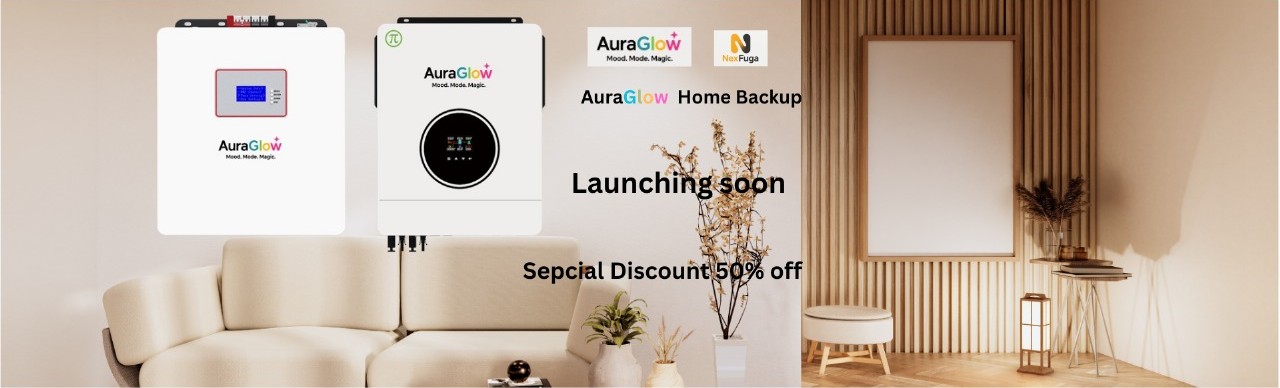 AuraGlow
Mood. Mode. Magic.
π
AuraGlow
Mood. Mode. Magic.
AuraGlow
Mood. Mode. Magic.
NexFuga
AuraGlow Home Backup
Launching soon
Sepcial Discount 50% off